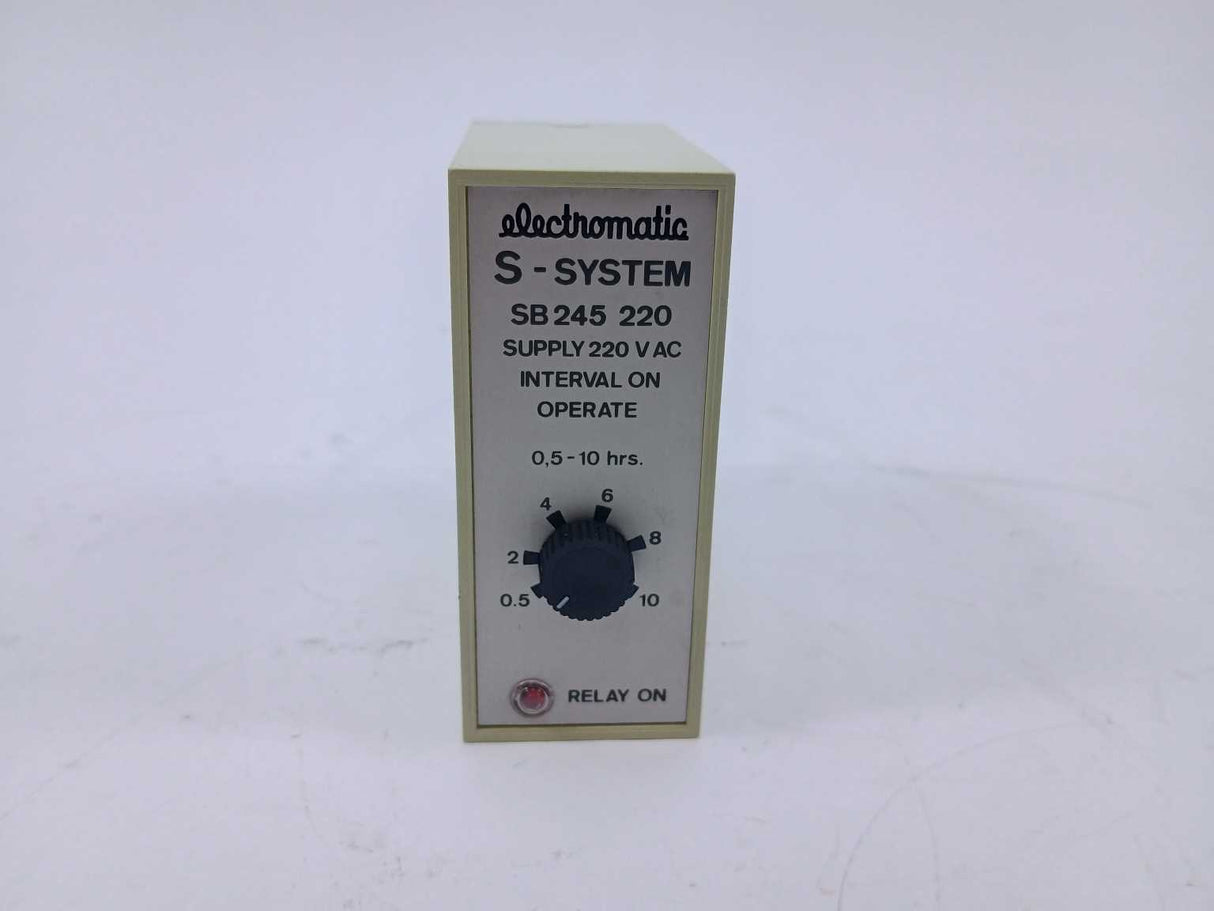 electromatic
S - SYSTEM
SB 245 220
SUPPLY 220 V AC
INTERVAL ON
OPERATE
0,5 - 10 hrs.
4 6
2 8
0.5 10
RELAY ON